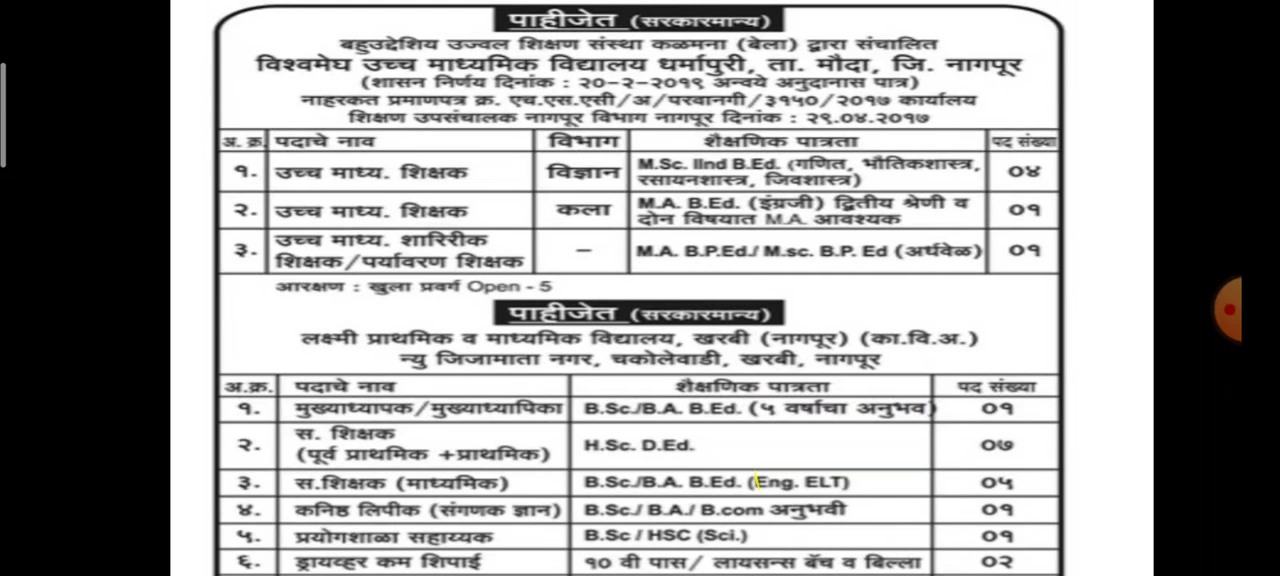 पाहीजेत (सरकारमान्य)
बहुउद्देशिय उज्वल शिक्षण संस्था कळमना (बेला) द्वारा संचालित
विश्वमेघ उच्च माध्यमिक विद्यालय धर्मापुरी, ता. मौदा, जि. नागपूर
(शासन निर्णय दिनांक : २०-२-२०१९ अन्वये अनुदानास पात्र)
नाहरकत प्रमाणपत्र क्र. एच.एस.एसी/अ/परवानगी/३१५०/२०१७ कार्यालय
शिक्षण उपसंचालक नागपूर विभाग नागपूर दिनांक : २९.०४.२०१७
अ. क्र. पदाचे नाव विभाग शैक्षणिक पात्रता पद संख्या
१. उच्च माध्य. शिक्षक विज्ञान M.Sc. IInd B.Ed. (गणित, भौतिकशास्त्र, रसायनशास्त्र, जिवशास्त्र) ०४
२. उच्च माध्य. शिक्षक कला M.A. B.Ed. (इंग्रजी) द्वितीय श्रेणी व दोन विषयात M.A. आवश्यक ०१
३. उच्च माध्य. शारिरीक शिक्षक/पर्यावरण शिक्षक – M.A. B.P.Ed./ M.sc. B.P. Ed (अर्धवेळ) ०१
आरक्षण : खुला प्रवर्ग Open - 5
पाहीजेत (सरकारमान्य)
लक्ष्मी प्राथमिक व माध्यमिक विद्यालय, खरबी (नागपूर) (का.वि.अ.)
न्यु जिजामाता नगर, चकोलेवाडी, खरबी, नागपूर
अ.क्र. पदाचे नाव शैक्षणिक पात्रता पद संख्या
१. मुख्याध्यापक/मुख्याध्यापिका B.Sc./B.A. B.Ed. (५ वर्षाचा अनुभव) ०१
२. स. शिक्षक (पूर्व प्राथमिक +प्राथमिक) H.Sc. D.Ed. ०७
३. स.शिक्षक (माध्यमिक) B.Sc./B.A. B.Ed. (Eng. ELT) ०५
४. कनिष्ठ लिपीक (संगणक ज्ञान) B.Sc./ B.A./ B.com अनुभवी ०१
५. प्रयोगशाळा सहाय्यक B.Sc / HSC (Sci.) ०१
६. ड्रायव्हर कम शिपाई १० वी पास/ लायसन्स बॅच व बिल्ला ०२